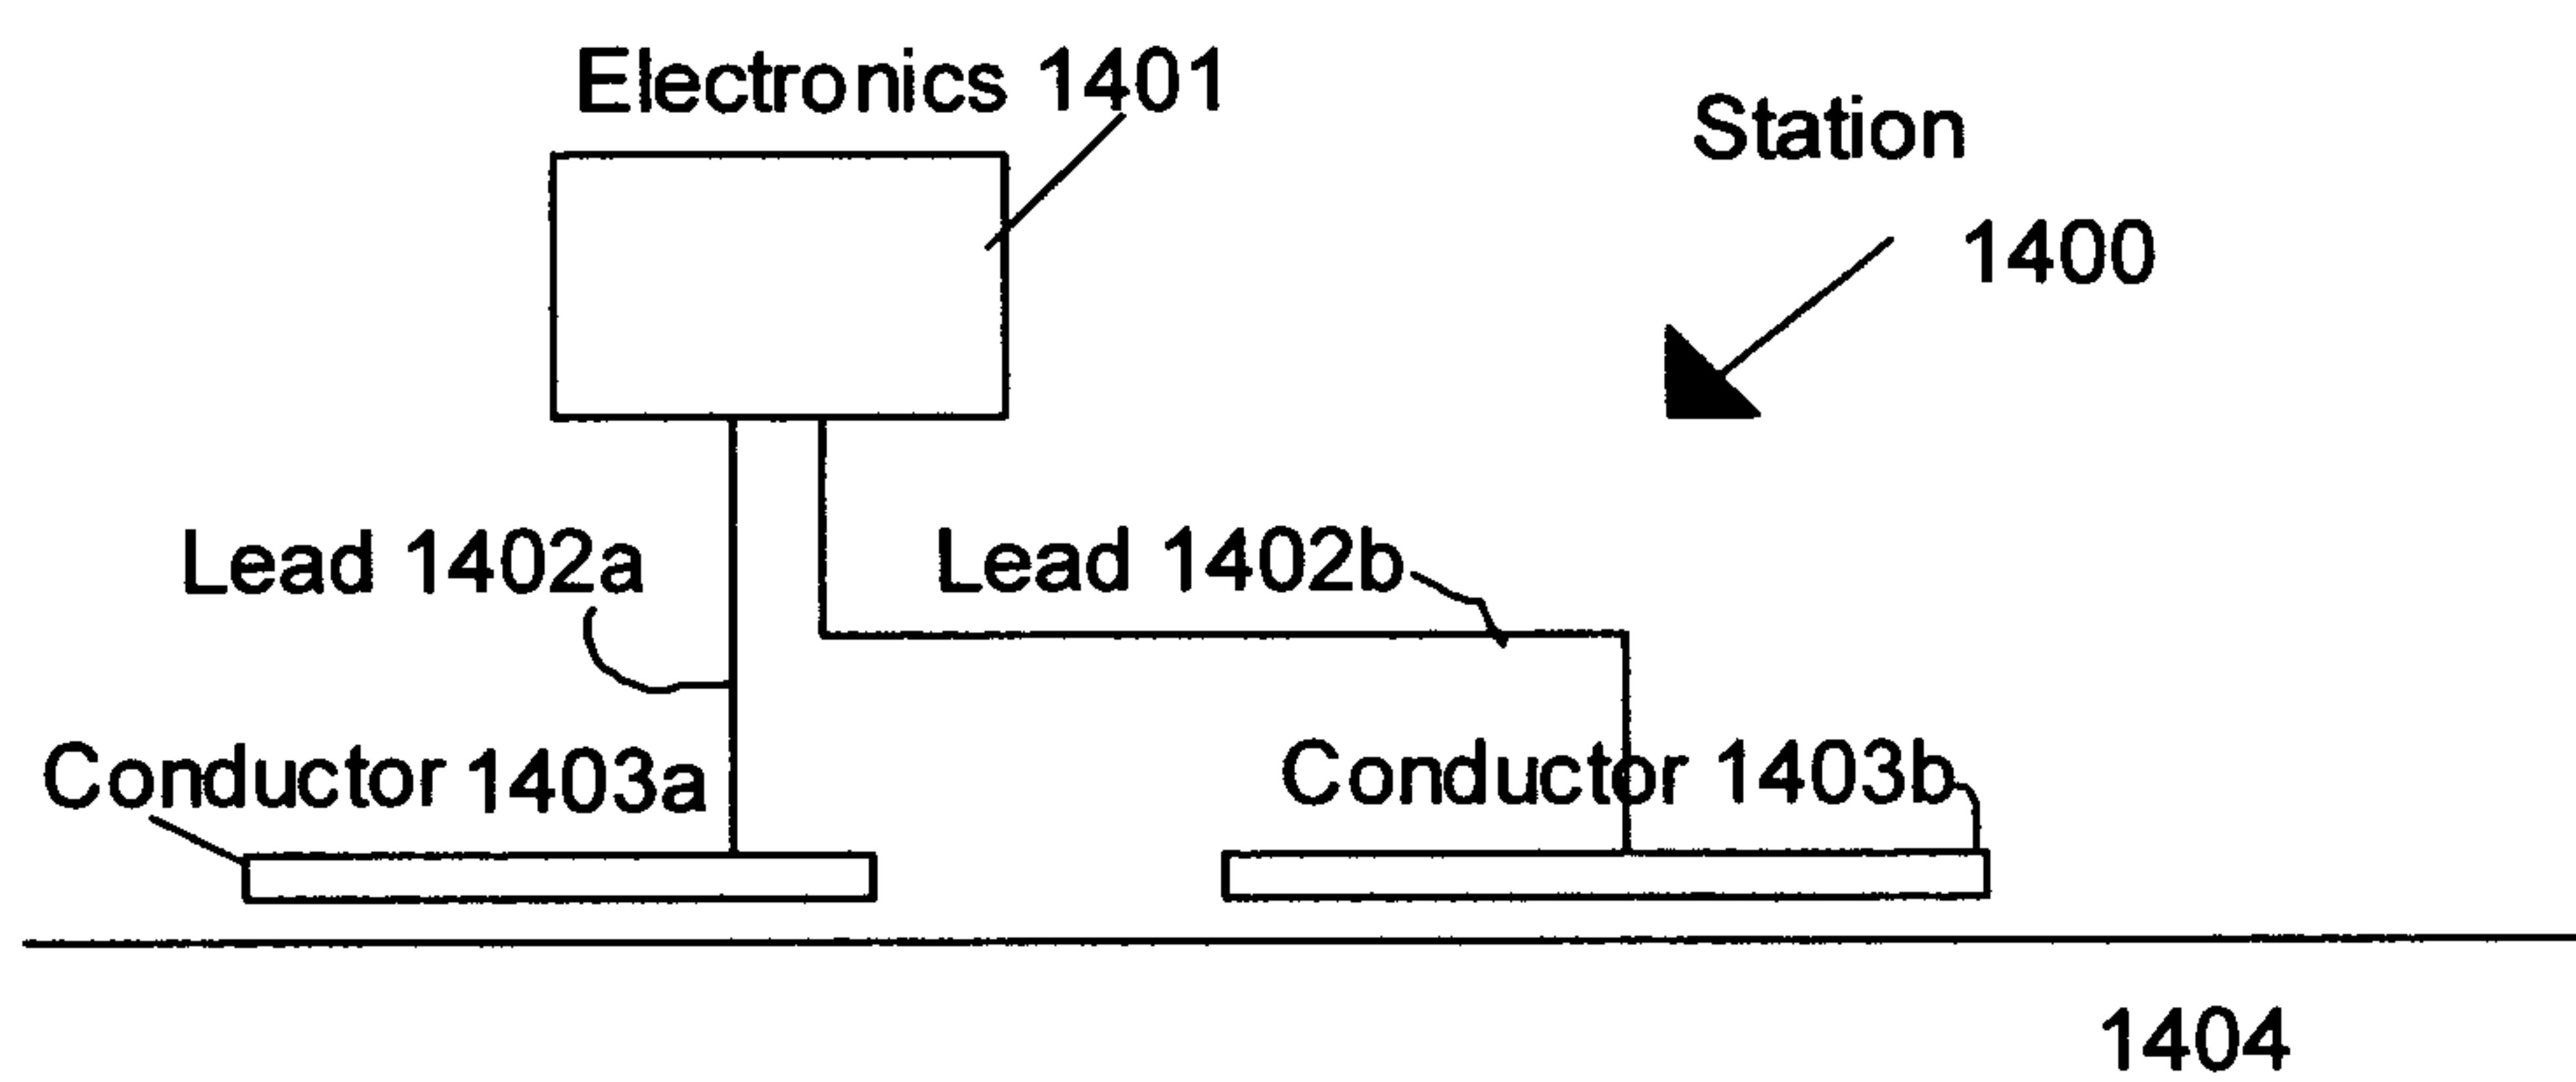 Electronics 1401
Station
1400
Lead 1402a
Lead 1402b
Conductor 1403a
Conductor 1403b
1404